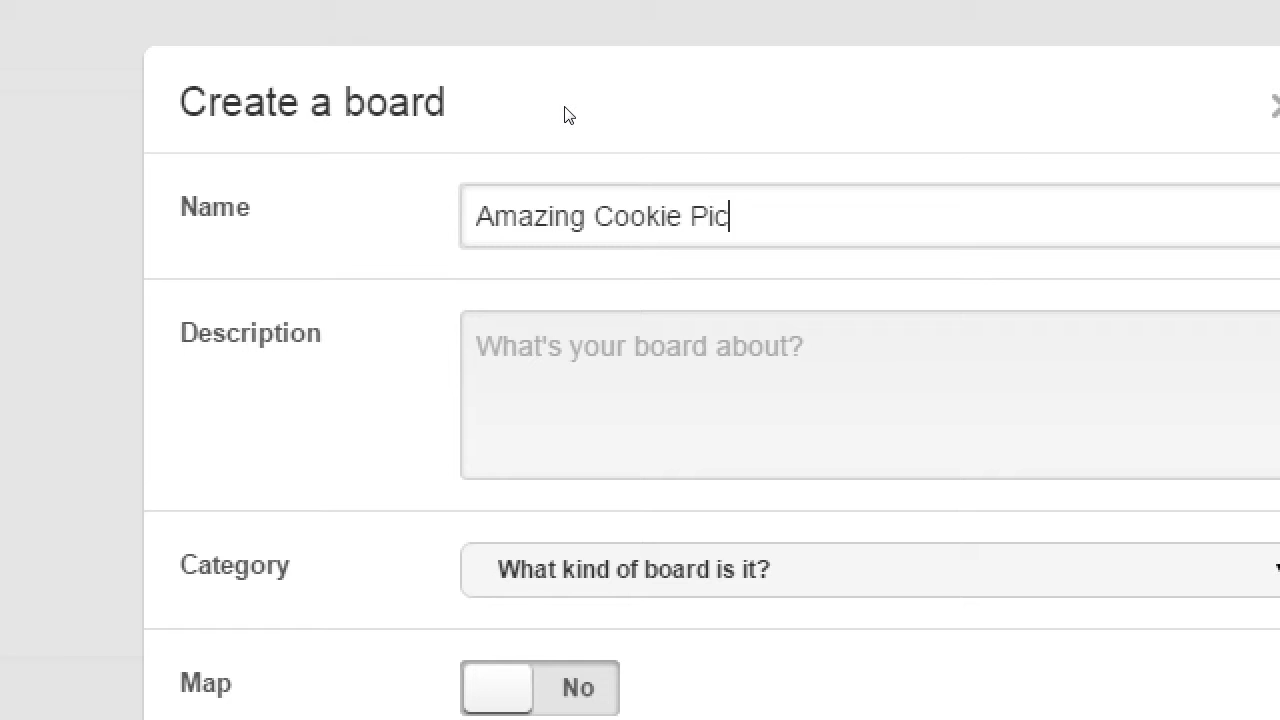 Create a board
Name
Amazing Cookie Pic
Description
What's your board about?
Category
What kind of board is it?
Map
No